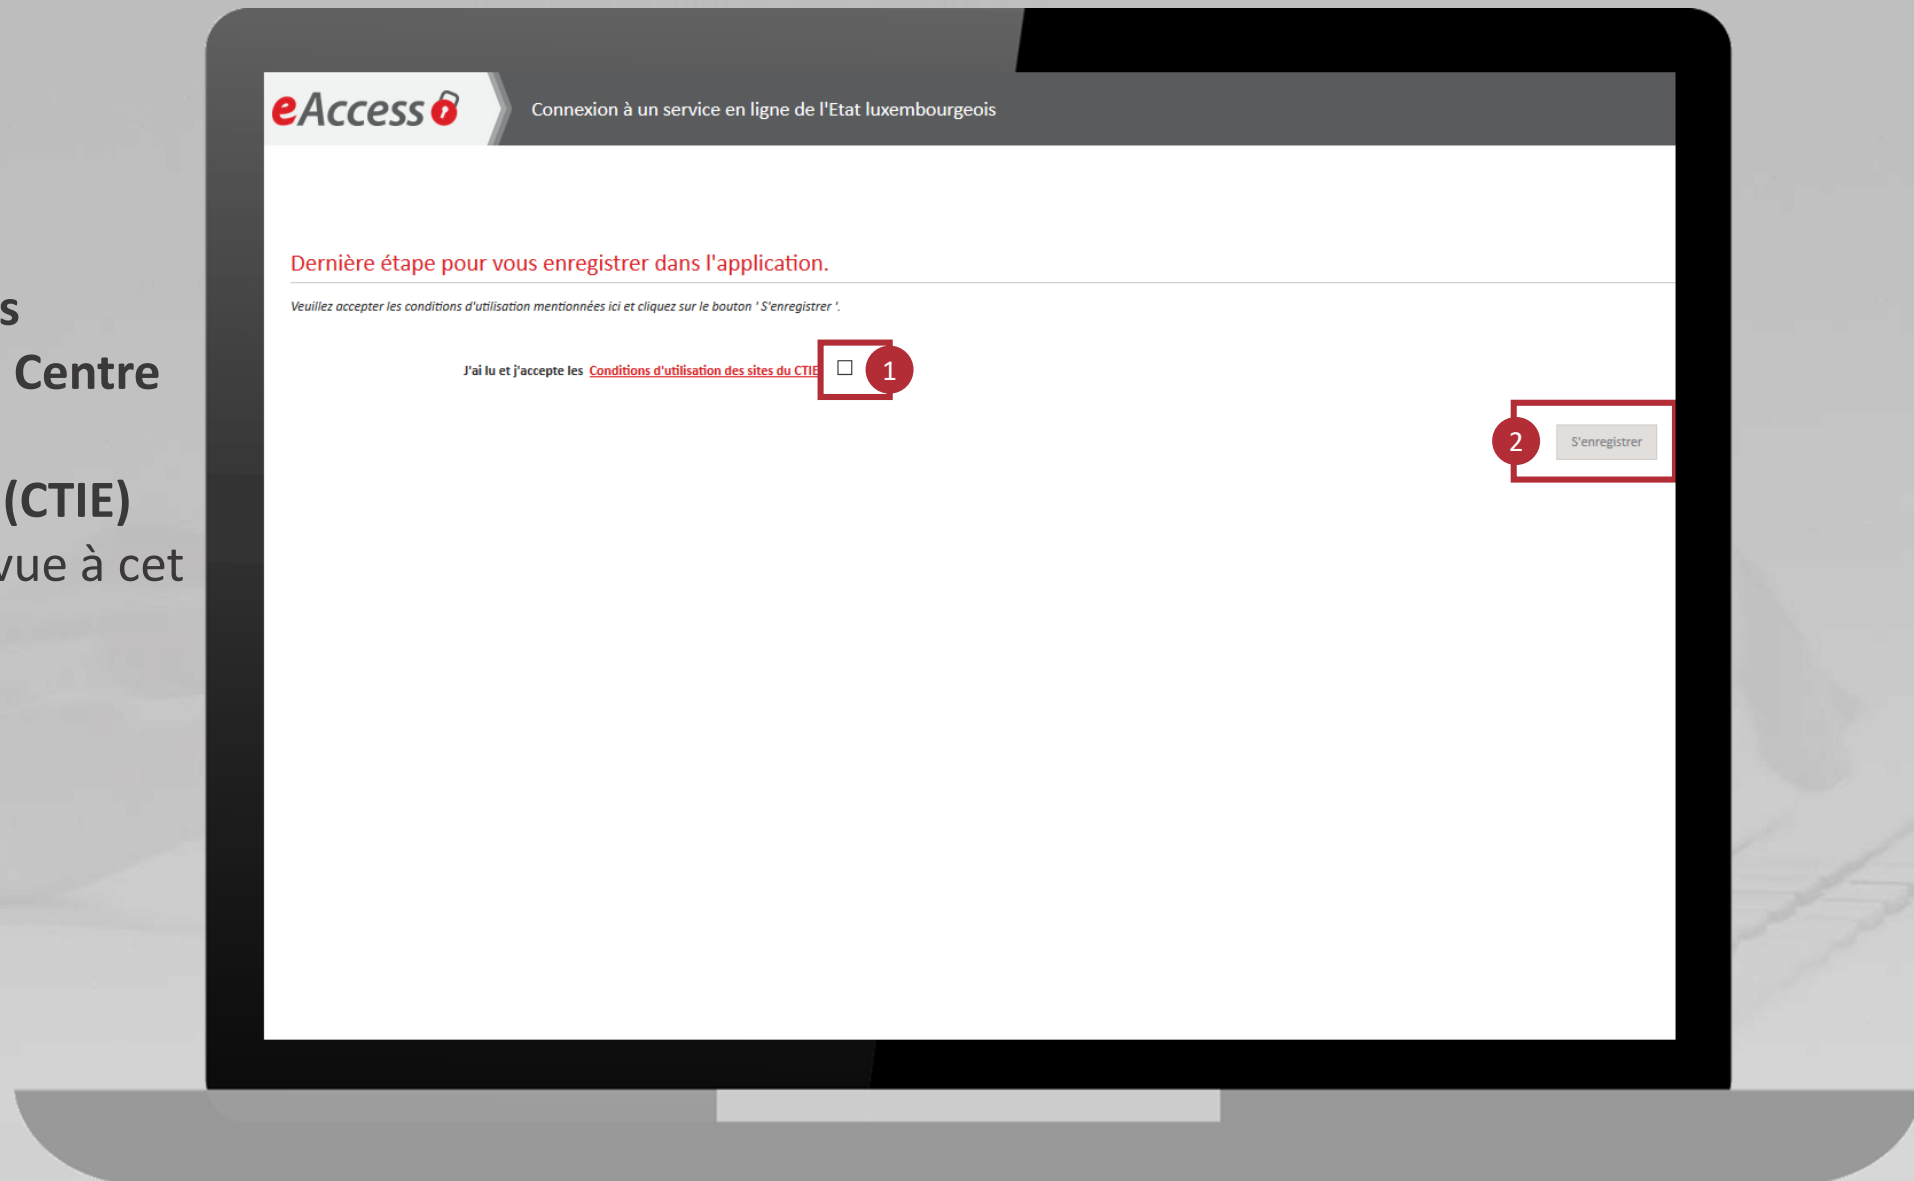 s
Centre
(CTIE)
vue à cet
eAccess
Connexion à un service en ligne de l'Etat luxembourgeois
Dernière étape pour vous enregistrer dans l'application.
Veuillez accepter les conditions d'utilisation mentionnées ici et cliquez sur le bouton ' S'enregistrer '.
J'ai lu et j'accepte les Conditions d'utilisation des sites du CTIE
1
2
S'enregistrer